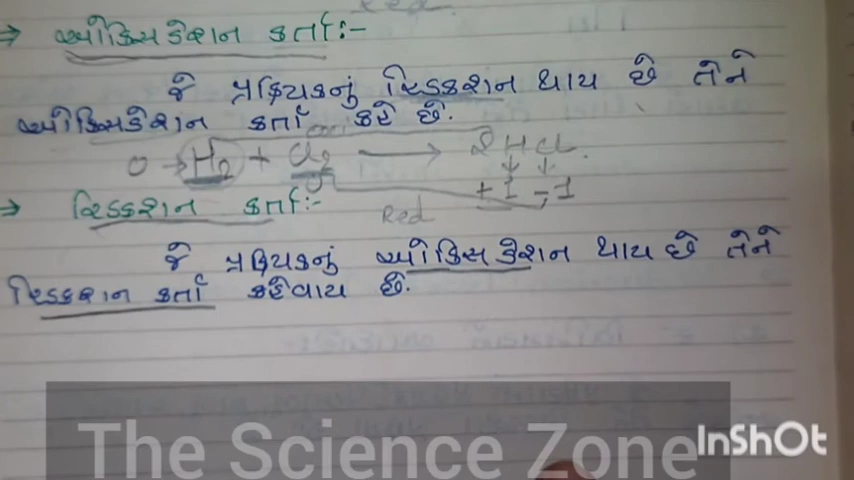 ⇒ ઓક્સિડેશન કર્તા:-
જે પ્રક્રિયકનું રિડક્શન થાય છે તેને
ઓક્સિડેશન કર્તા કહે છે.
0 → H₂ + Cl₂ → 2HCl
0 +1 -1
⇒ રિડક્શન કર્તા:-
Red
જે પ્રક્રિયકનું ઓક્સિડેશન થાય છે તેને
રિડક્શન કર્તા કહેવાય છે.
The Science Zone
InShOt